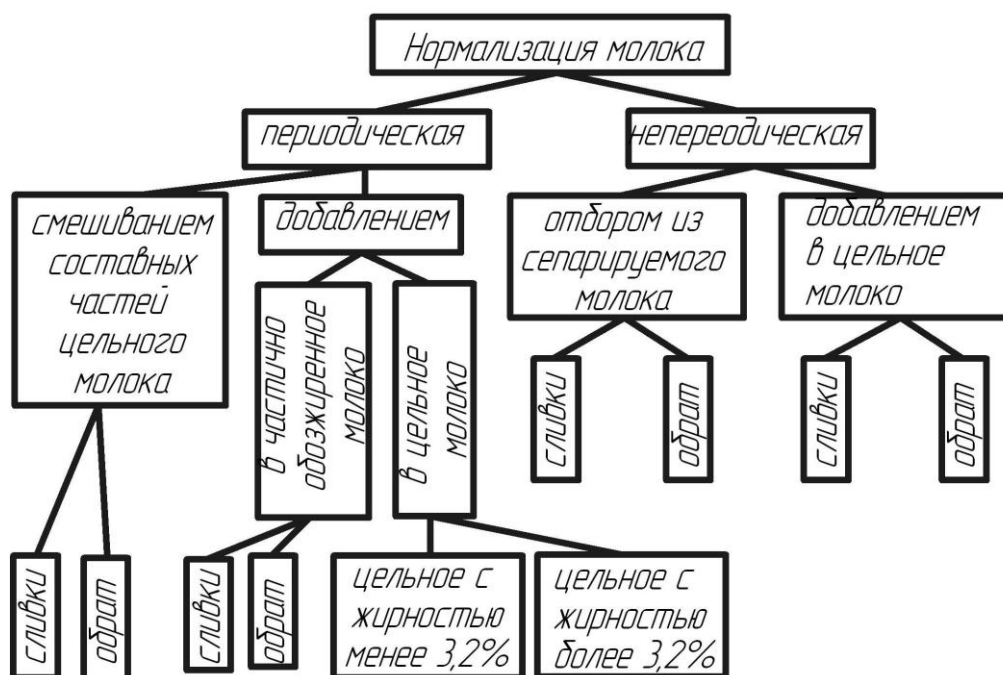 Нормализация молока
периодическая
непереодическая
смешиванием
составных
частей
цельного
молока
добавлением
отбором из
сепарируемого
молока
добавлением
в цельное
молоко
в частично
обозжиренное
молоко
в цельное
молоко
сливки
обрат
сливки
обрат
сливки
обрат
сливки
обрат
цельное с
жирностью
менее 3,2%
цельное с
жирностью
более 3,2%